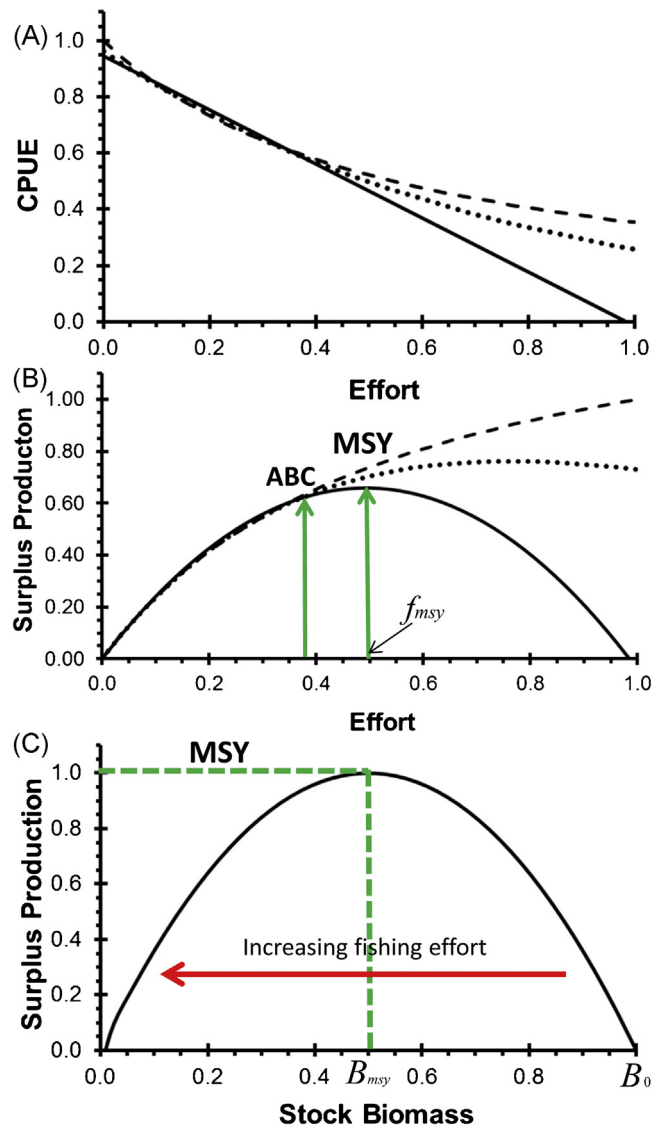 (A)
CPUE
1.0
0.8
0.6
0.4
0.2
0.0
0.0 0.2 0.4 0.6 0.8 1.0
Effort
(B)
Surplus Producton
1.00
0.80
0.60
0.40
0.20
0.00
MSY
ABC
fmsy
0.0 0.2 0.4 0.6 0.8 1.0
Effort
(C)
Surplus Production
MSY
1.0
0.8
0.6
0.4
0.2
0.0
Increasing fishing effort
0.0 0.2 0.4 Bmsy 0.6 0.8 B0
Stock Biomass